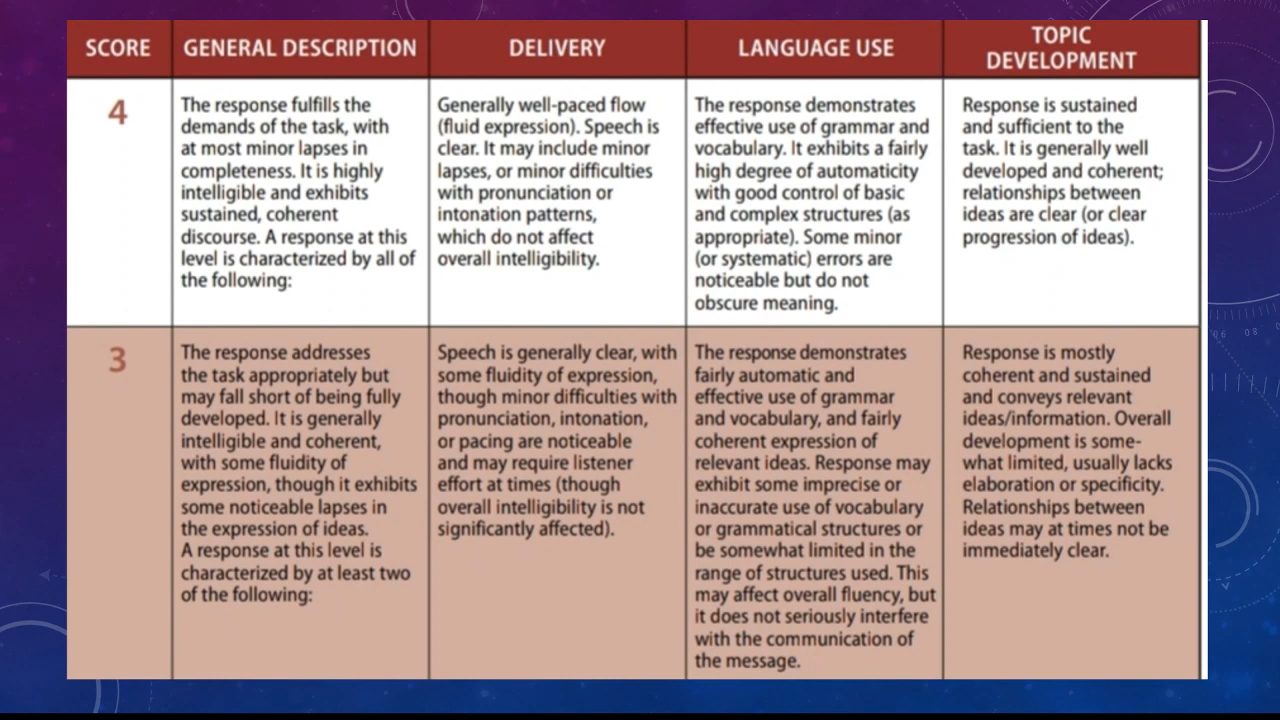 SCORE
GENERAL DESCRIPTION
DELIVERY
LANGUAGE USE
TOPIC
DEVELOPMENT
4
The response fulfills the
demands of the task, with
at most minor lapses in
completeness. It is highly
intelligible and exhibits
sustained, coherent
discourse. A response at this
level is characterized by all of
the following:
Generally well-paced flow
(fluid expression). Speech is
clear. It may include minor
lapses, or minor difficulties
with pronunciation or
intonation patterns,
which do not affect
overall intelligibility.
The response demonstrates
effective use of grammar and
vocabulary. It exhibits a fairly
high degree of automaticity
with good control of basic
and complex structures (as
appropriate). Some minor
(or systematic) errors are
noticeable but do not
obscure meaning.
Response is sustained
and sufficient to the
task. It is generally well
developed and coherent;
relationships between
ideas are clear (or clear
progression of ideas).
3
The response addresses
the task appropriately but
may fall short of being fully
developed. It is generally
intelligible and coherent,
with some fluidity of
expression, though it exhibits
some noticeable lapses in
the expression of ideas.
A response at this level is
characterized by at least two
of the following:
Speech is generally clear, with
some fluidity of expression,
though minor difficulties with
pronunciation, intonation,
or pacing are noticeable
and may require listener
effort at times (though
overall intelligibility is not
significantly affected).
The response demonstrates
fairly automatic and
effective use of grammar
and vocabulary, and fairly
coherent expression of
relevant ideas. Response may
exhibit some imprecise or
inaccurate use of vocabulary
or grammatical structures or
be somewhat limited in the
range of structures used. This
may affect overall fluency, but
it does not seriously interfere
with the communication of
the message.
Response is mostly
coherent and sustained
and conveys relevant
ideas/information. Overall
development is some-
what limited, usually lacks
elaboration or specificity.
Relationships between
ideas may at times not be
immediately clear.
06 08